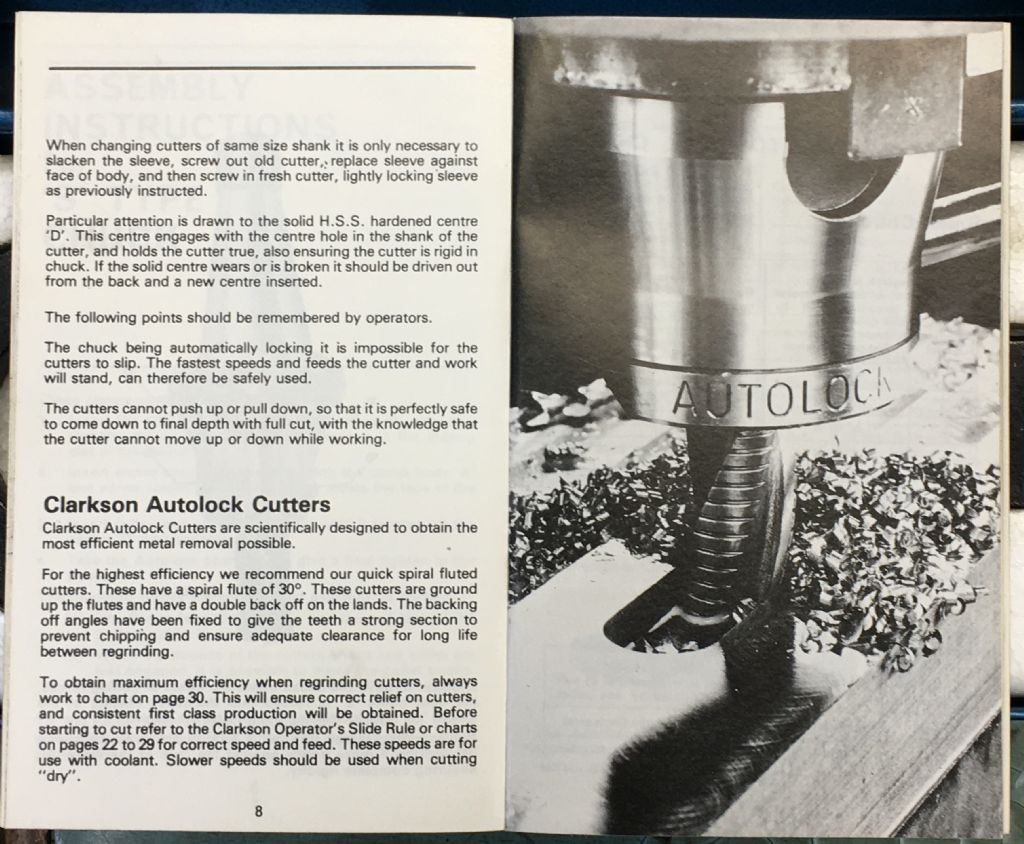 When changing cutters of same size shank it is only necessary to
slacken the sleeve, screw out old cutter, replace sleeve against
face of body, and then screw in fresh cutter, lightly locking sleeve
as previously instructed.
Particular attention is drawn to the solid H.S.S. hardened centre
'D'. This centre engages with the centre hole in the shank of the
cutter, and holds the cutter true, also ensuring the cutter is rigid in
chuck. If the solid centre wears or is broken it should be driven out
from the back and a new centre inserted.
The following points should be remembered by operators.
The chuck being automatically locking it is impossible for the
cutters to slip. The fastest speeds and feeds the cutter and work
will stand, can therefore be safely used.
The cutters cannot push up or pull down, so that it is perfectly safe
to come down to final depth with full cut, with the knowledge that
the cutter cannot move up or down while working.
Clarkson Autolock Cutters
Clarkson Autolock Cutters are scientifically designed to obtain the
most efficient metal removal possible.
For the highest efficiency we recommend our quick spiral fluted
cutters. These have a spiral flute of 30°. These cutters are ground
up the flutes and have a double back off on the lands. The backing
off angles have been fixed to give the teeth a strong section to
prevent chipping and ensure adequate clearance for long life
between regrinding.
To obtain maximum efficiency when regrinding cutters, always
work to chart on page 30. This will ensure correct relief on cutters,
and consistent first class production will be obtained. Before
starting to cut refer to the Clarkson Operator's Slide Rule or charts
on pages 22 to 29 for correct speed and feed. These speeds are for
use with coolant. Slower speeds should be used when cutting
"dry".
8
AUTOLOCK